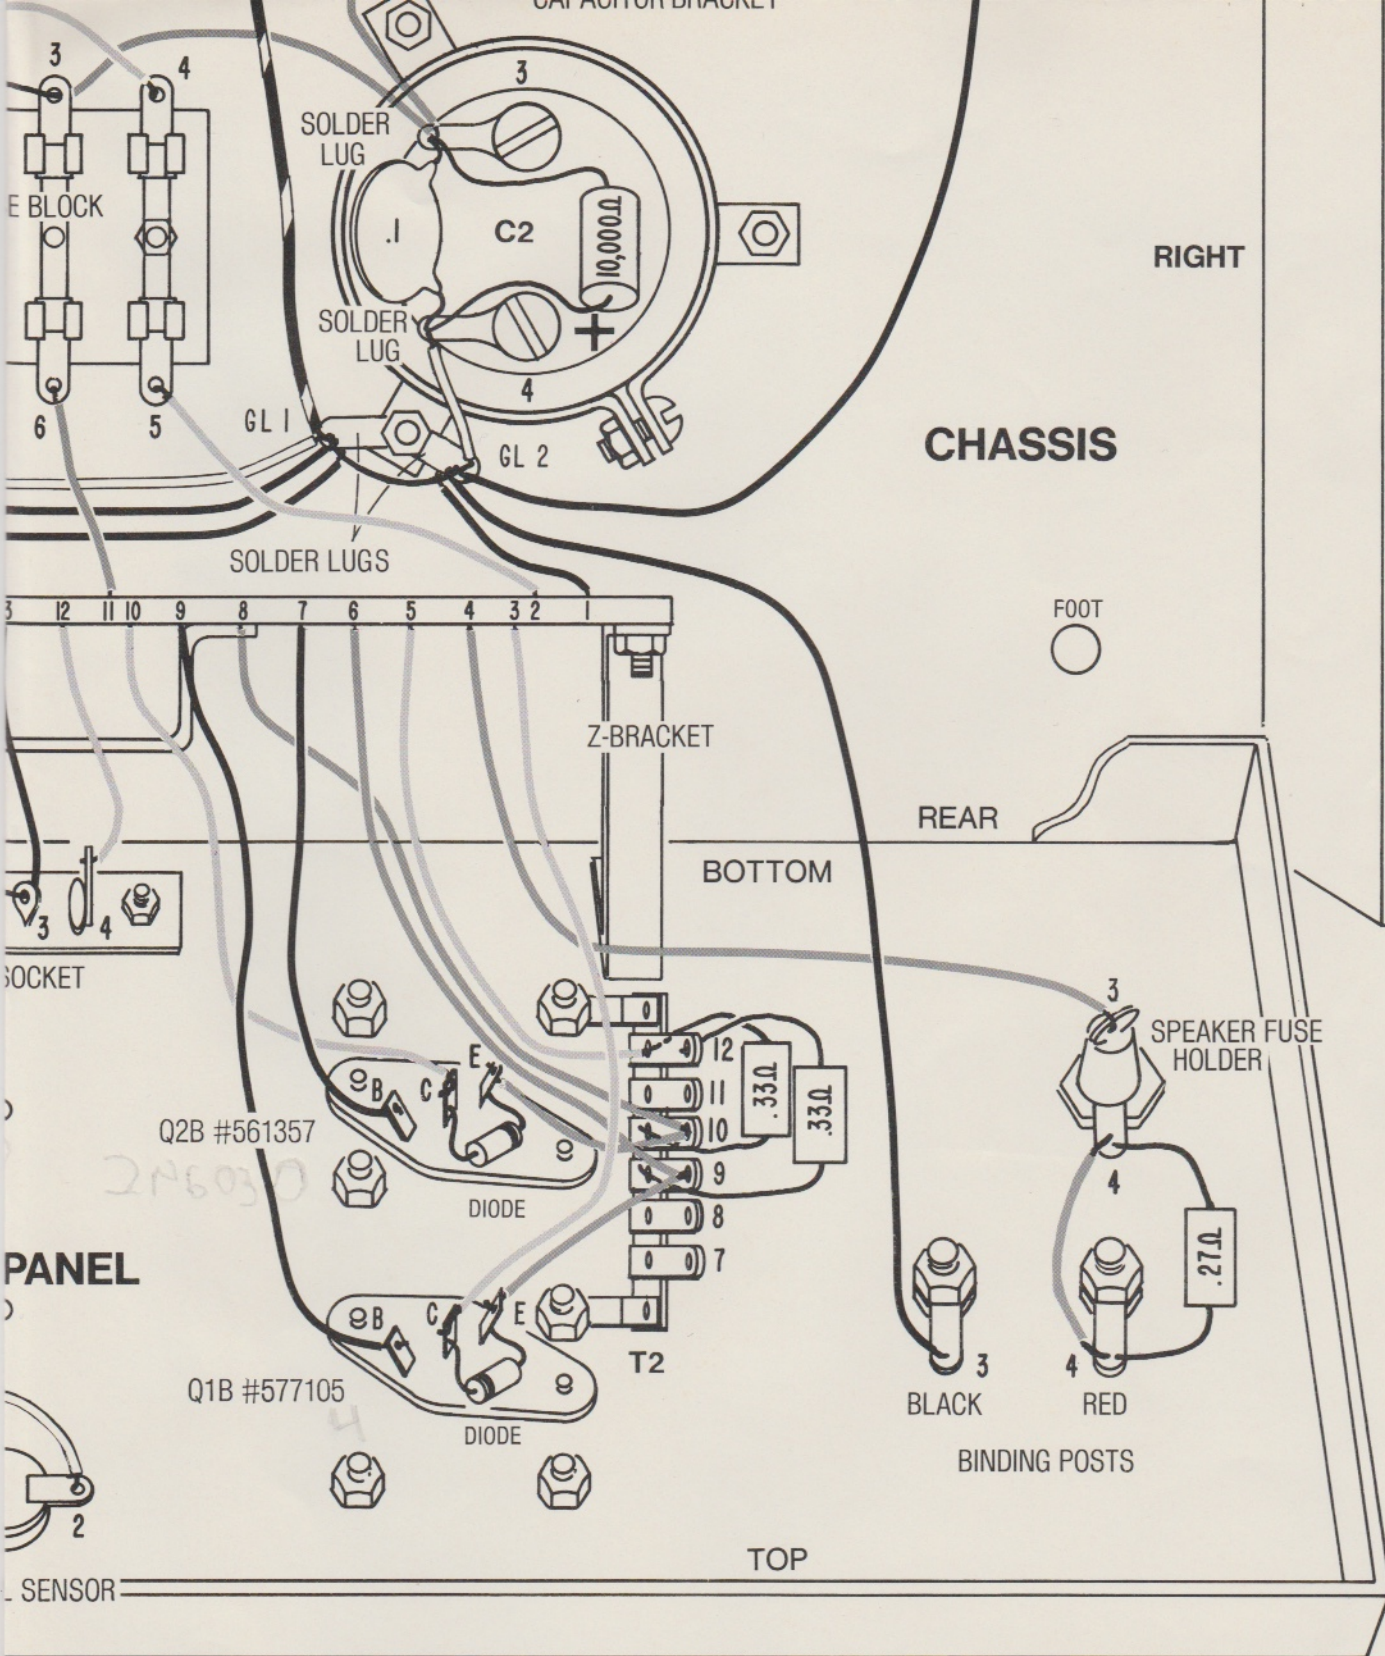 CAPACITOR BRACKET
3
4
3
SOLDER
LUG
E BLOCK
.1
C2
10,000Ω
RIGHT
SOLDER
LUG
+
4
6
5
GL 1
GL 2
CHASSIS
SOLDER LUGS
3 12 11 10 9 8 7 6 5 4 3 2 1
FOOT
Z-BRACKET
REAR
BOTTOM
3
4
SOCKET
3
SPEAKER FUSE
HOLDER
12
11
10
9
8
7
.33Ω
.33Ω
B
C
E
Q2B #561357
2N6030
DIODE
4
.27Ω
PANEL
B
C
E
T2
Q1B #577105
4
DIODE
3
4
BLACK
RED
BINDING POSTS
2
TOP
SENSOR